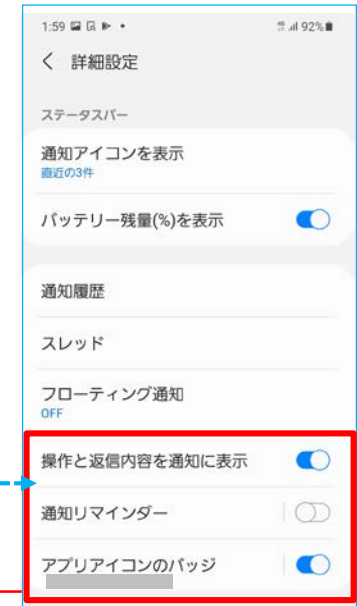 1:59
92%
詳細設定
ステータスバー
通知アイコンを表示
直近の3件
バッテリー残量(%)を表示
通知履歴
スレッド
フローティング通知
OFF
操作と返信内容を通知に表示
通知リマインダー
アプリアイコンのバッジ